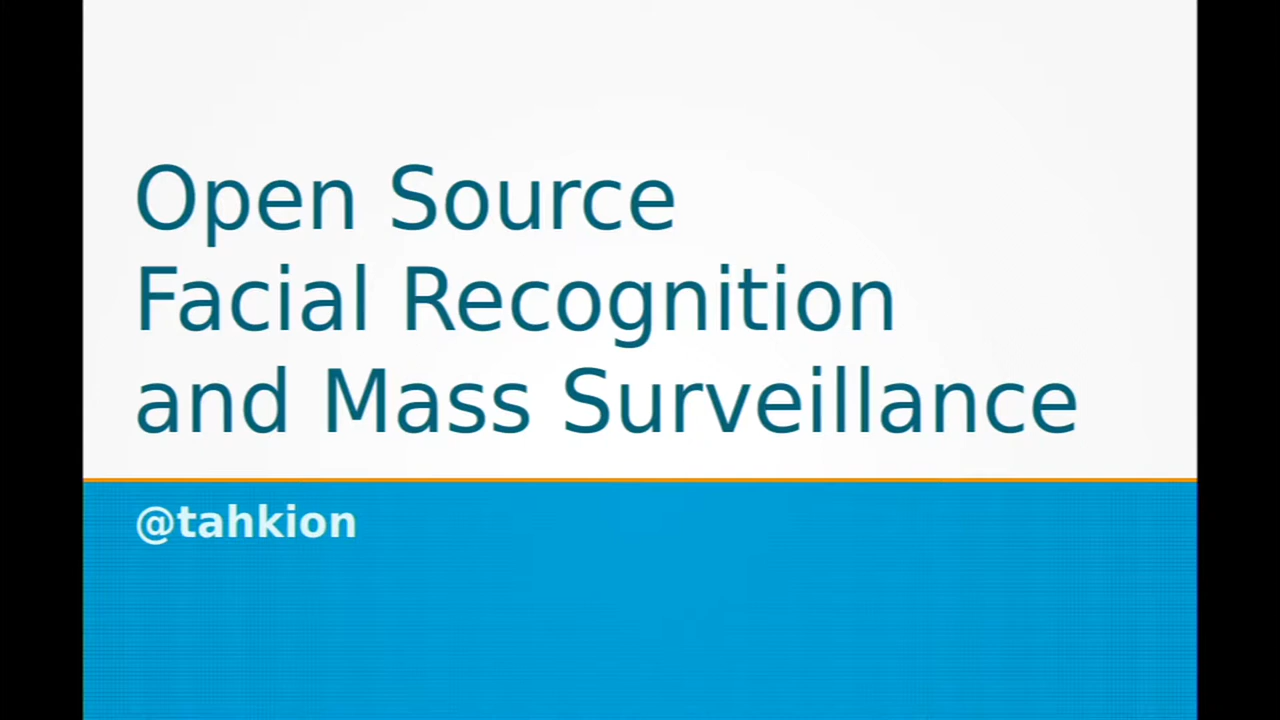 Open Source
Facial Recognition
and Mass Surveillance
@tahkion